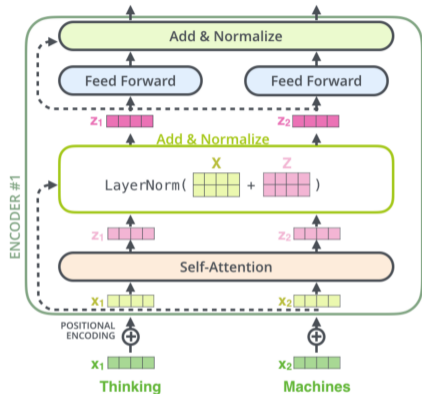 Add & Normalize
Feed Forward Feed Forward
z1 z2
Add & Normalize
X Z
LayerNorm( + )
z1 z2
Self-Attention
x1 x2
POSITIONAL
ENCODING
x1 x2
Thinking Machines
ENCODER #1